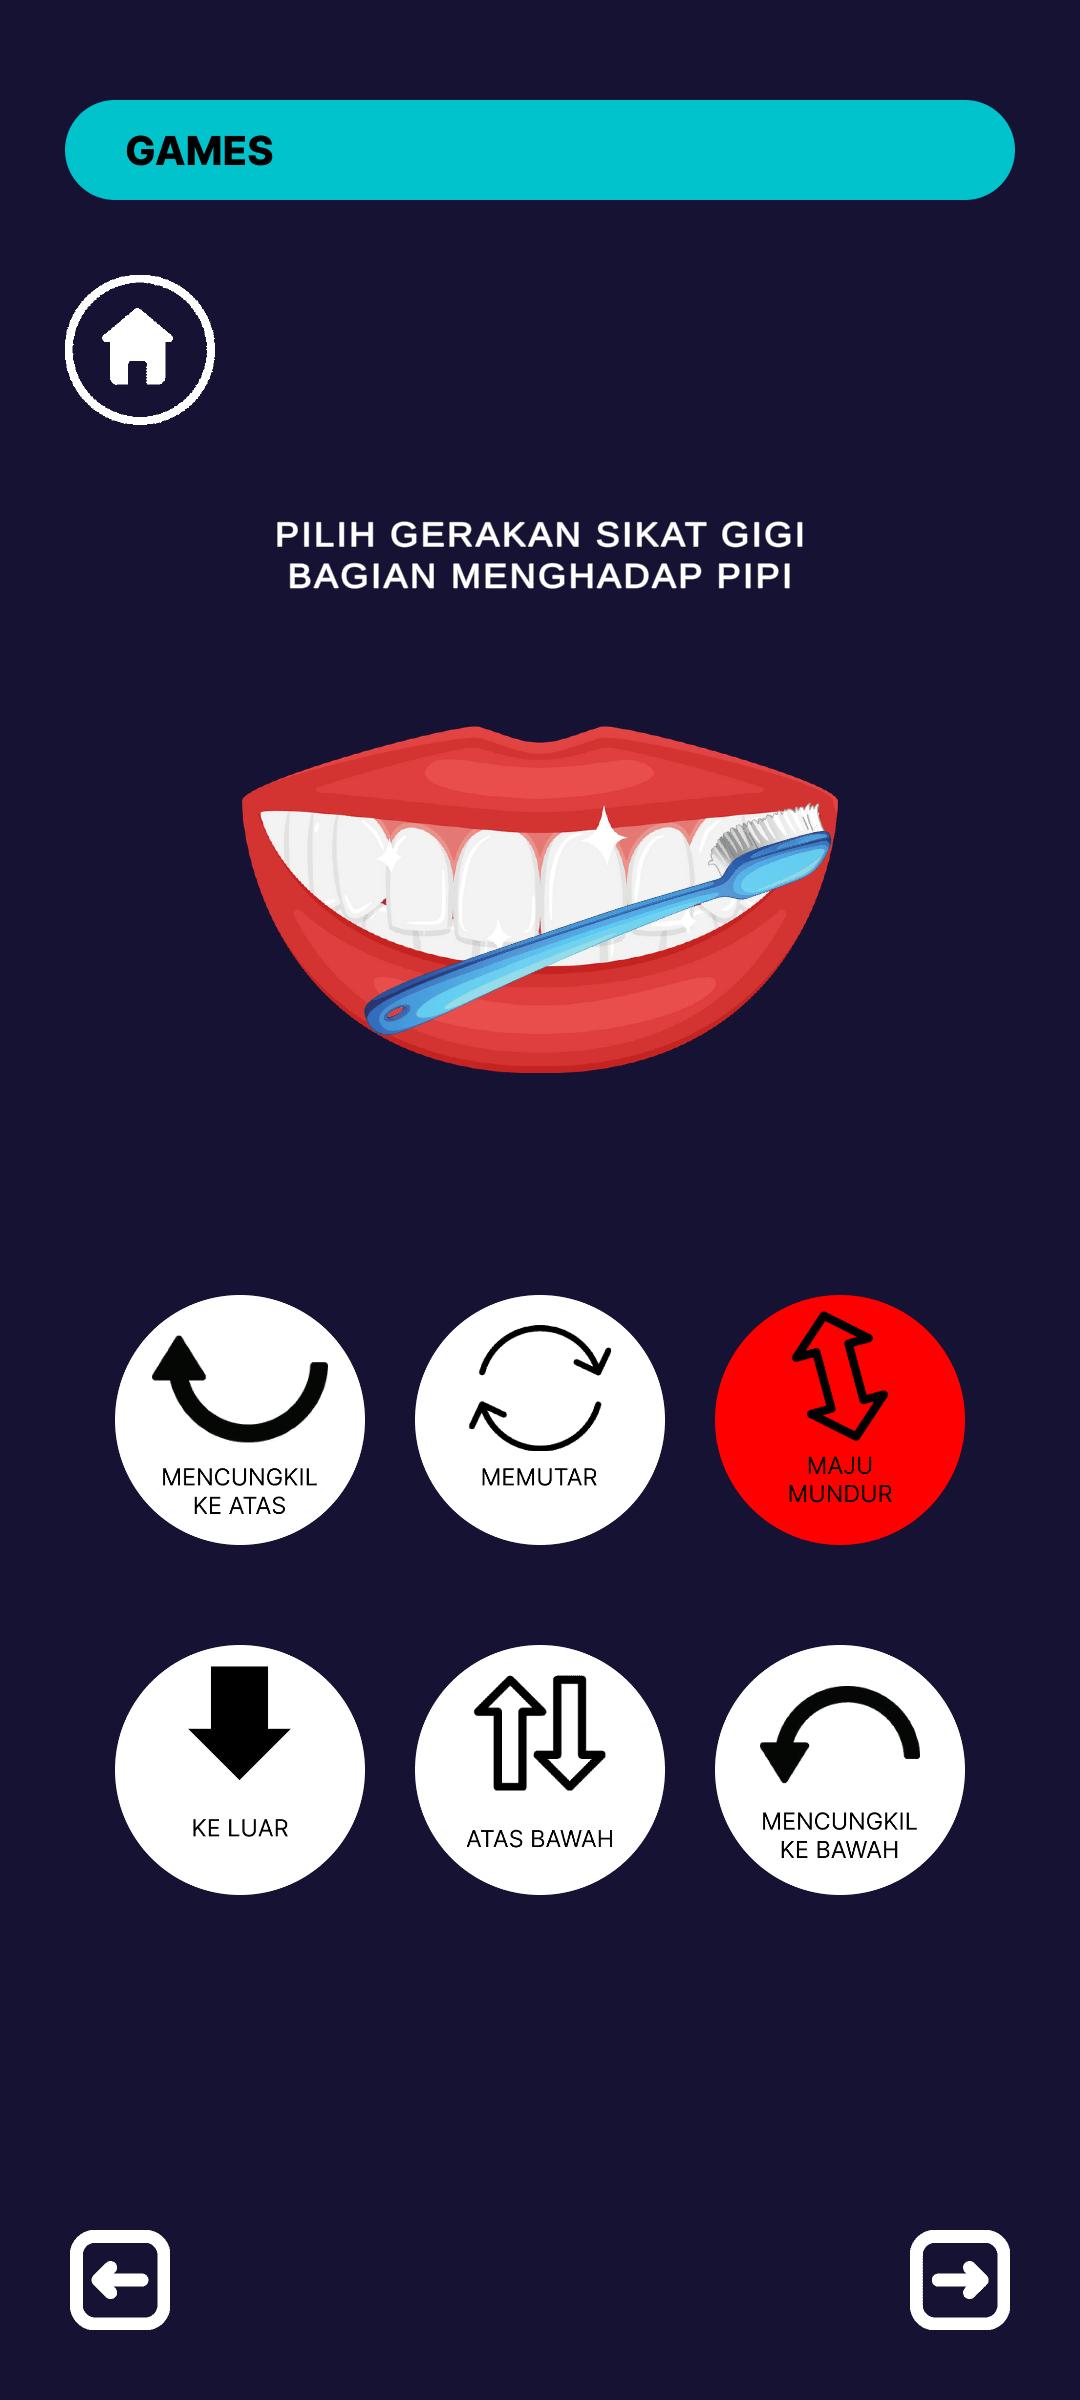 GAMES
PILIH GERAKAN SIKAT GIGI
BAGIAN MENGHADAP PIPI
MENCUNGKIL
KE ATAS
MEMUTAR
MAJU
MUNDUR
KE LUAR
ATAS BAWAH
MENCUNGKIL
KE BAWAH